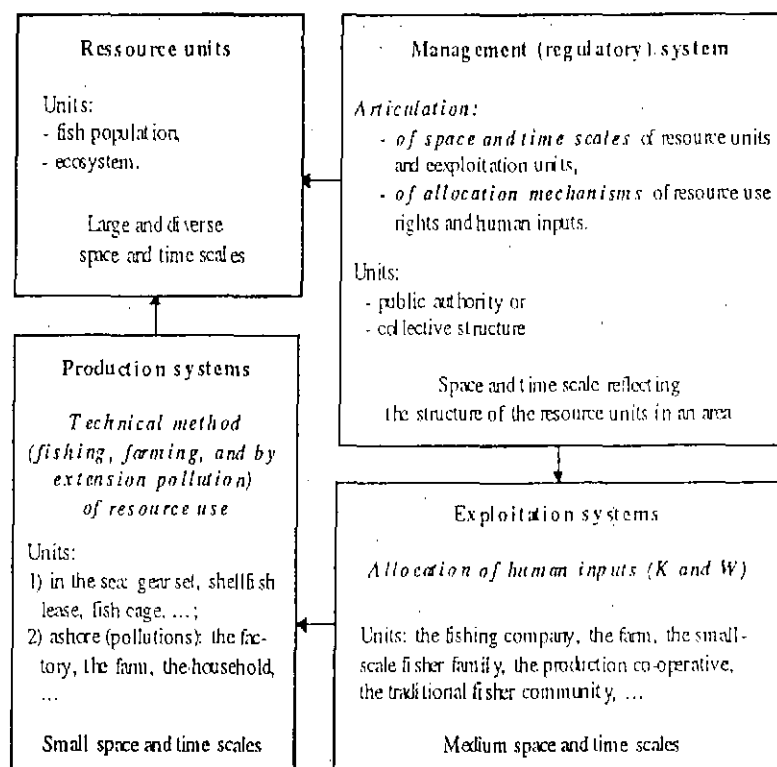 Ressource units
Units:
- fish population,
- ecosystem.
Large and diverse
space and time scales
Management (regulatory) system
Articulation:
- of space and time scales of resource units
and eexploitation units,
- of allocation mechanisms of resource use
rights and human inputs.
Units:
- public authority or
- collective structure
Space and time scale reflecting
the structure of the resource units in an area
Production systems
Technical method
(fishing, farming, and by
extension pollution)
of resource use
Units:
1) in the sea: gear set, shellfish
lease, fish cage, ...;
2) ashore (pollutions): the fac-
tory, the farm, the household,
...
Small space and time scales
Exploitation systems
Allocation of human inputs (K and W)
Units: the fishing company, the farm, the small-
scale fisher family, the production co-operative,
the traditional fisher community, ...
Medium space and time scales